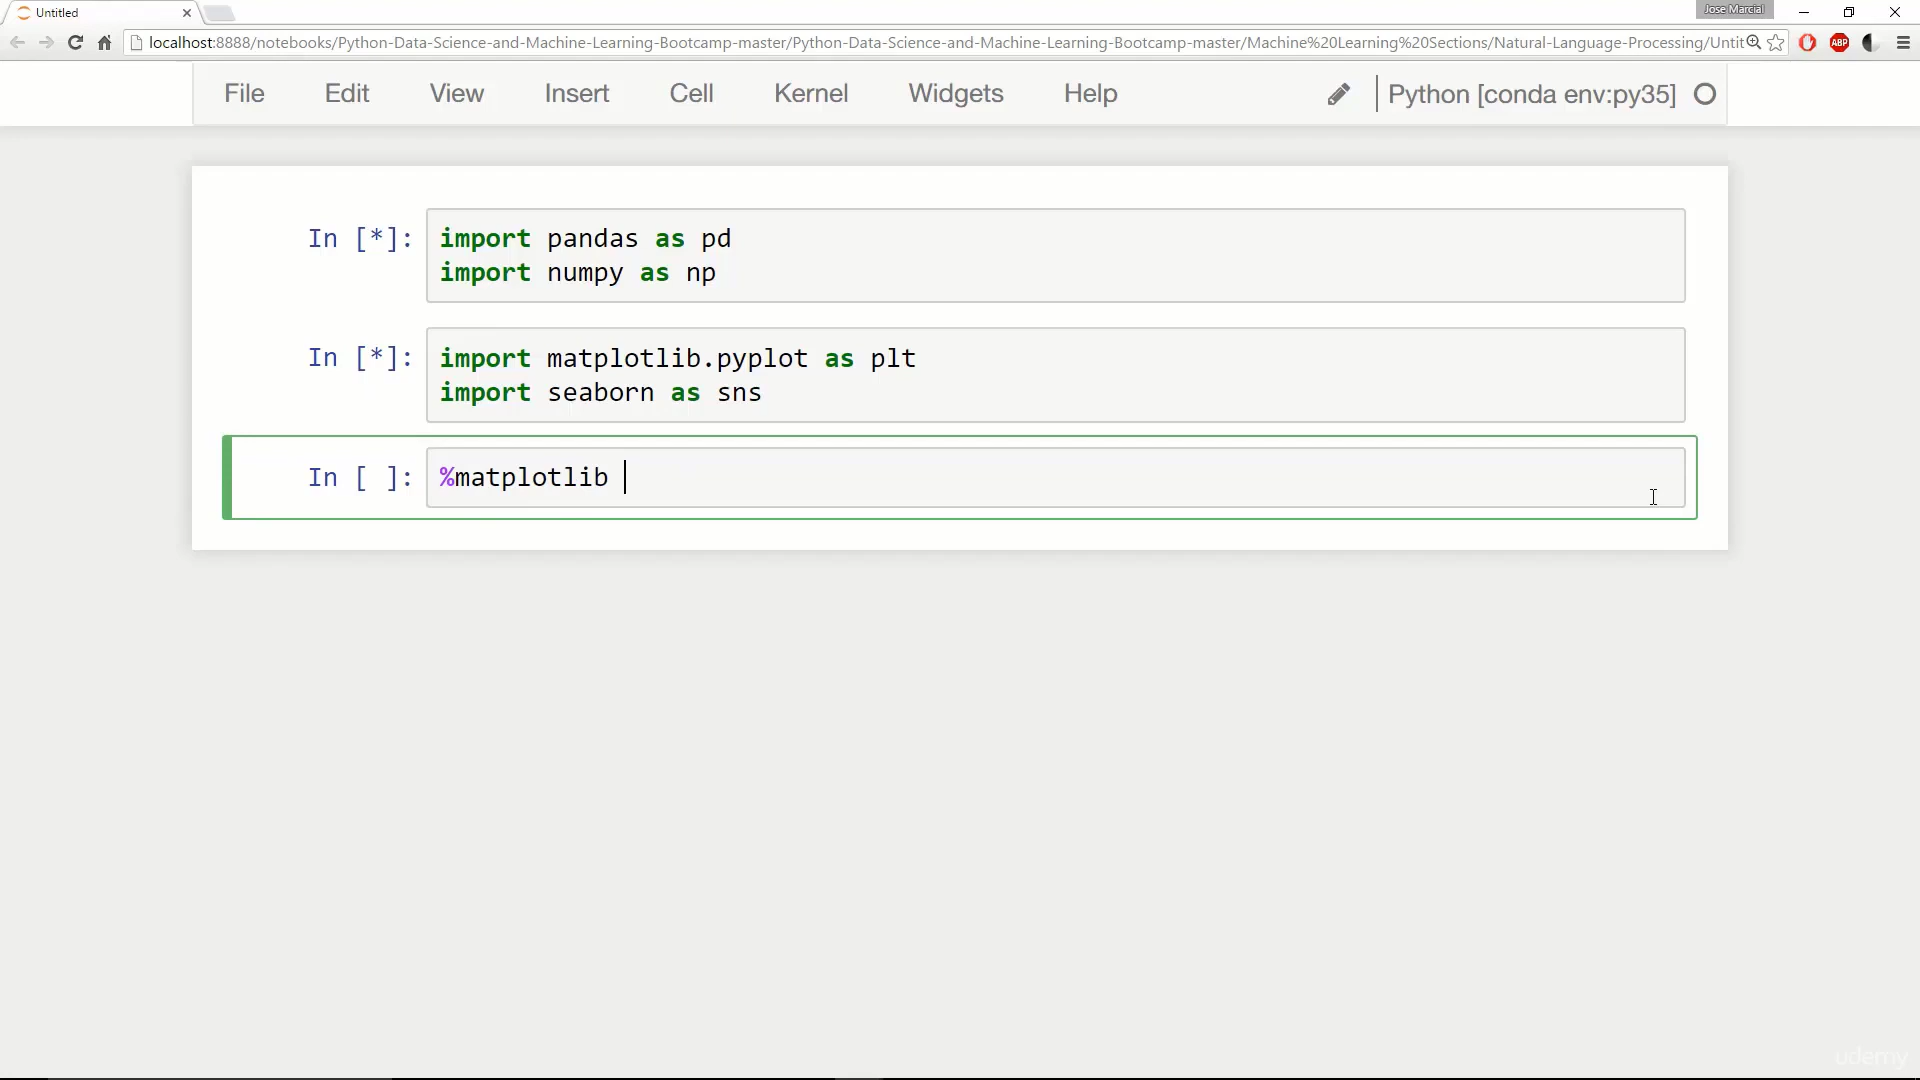 Untitled
Jose Marcial
localhost:8888/notebooks/Python-Data-Science-and-Machine-Learning-Bootcamp-master/Python-Data-Science-and-Machine-Learning-Bootcamp-master/Machine%20Learning%20Sections/Natural-Language-Processing/Untit
ABP
File Edit View Insert Cell Kernel Widgets Help Python [conda env:py35]
In [*]: import pandas as pd
import numpy as np
In [*]: import matplotlib.pyplot as plt
import seaborn as sns
In [ ]: %matplotlib
udemy